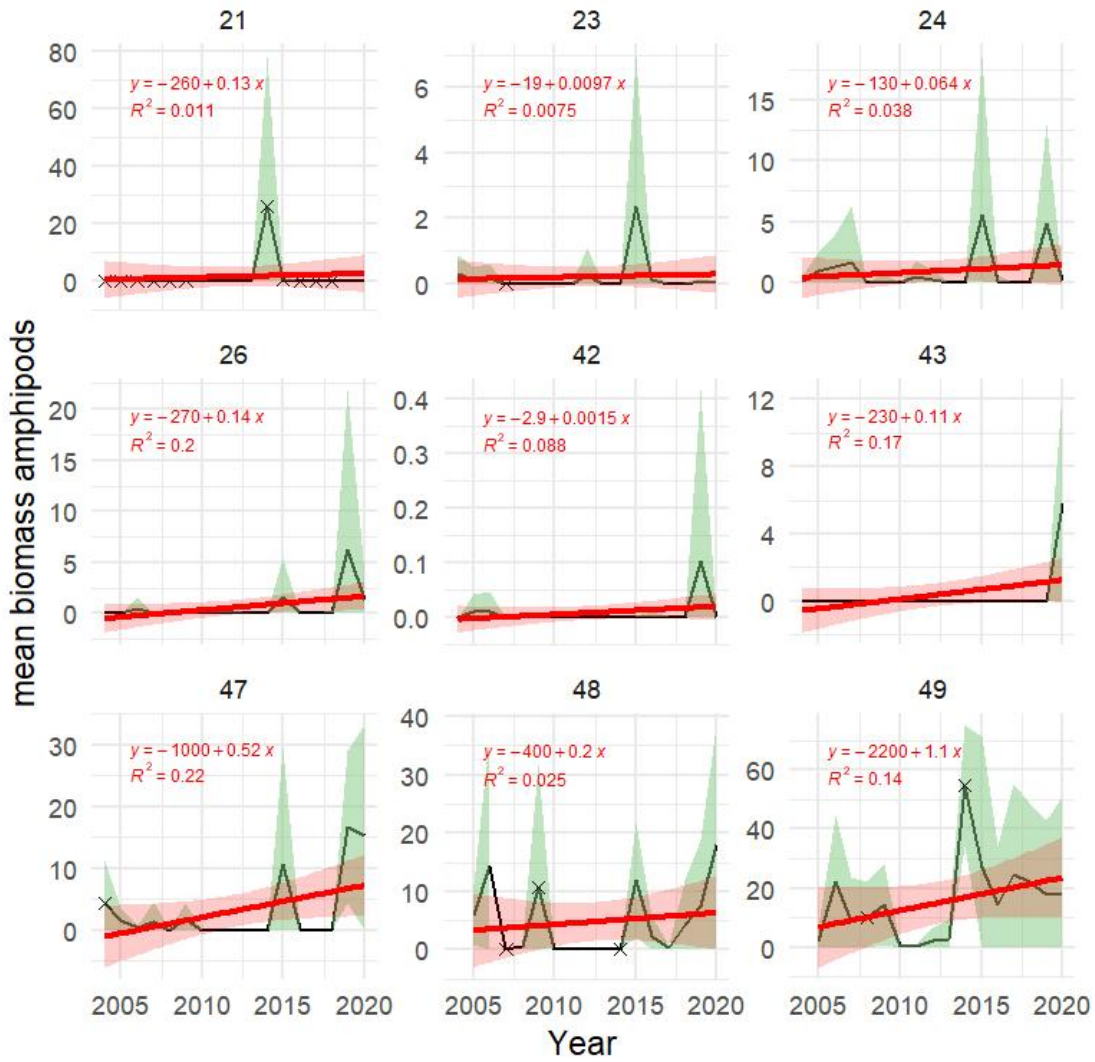 21 23 24
80
60
40
20
0
y = −260 + 0.13 x
R² = 0.011
6
4
2
0
y = −19 + 0.0097 x
R² = 0.0075
15
10
5
0
y = −130 + 0.064 x
R² = 0.038
26 42 43
20
15
10
5
0
y = −270 + 0.14 x
R² = 0.2
0.4
0.3
0.2
0.1
0.0
y = −2.9 + 0.0015 x
R² = 0.088
12
8
4
0
y = −230 + 0.11 x
R² = 0.17
mean biomass amphipods
47 48 49
30
20
10
0
y = −1000 + 0.52 x
R² = 0.22
40
30
20
10
0
y = −400 + 0.2 x
R² = 0.025
60
40
20
0
y = −2200 + 1.1 x
R² = 0.14
2005 2010 2015 2020 2005 2010 2015 2020 2005 2010 2015 2020
Year